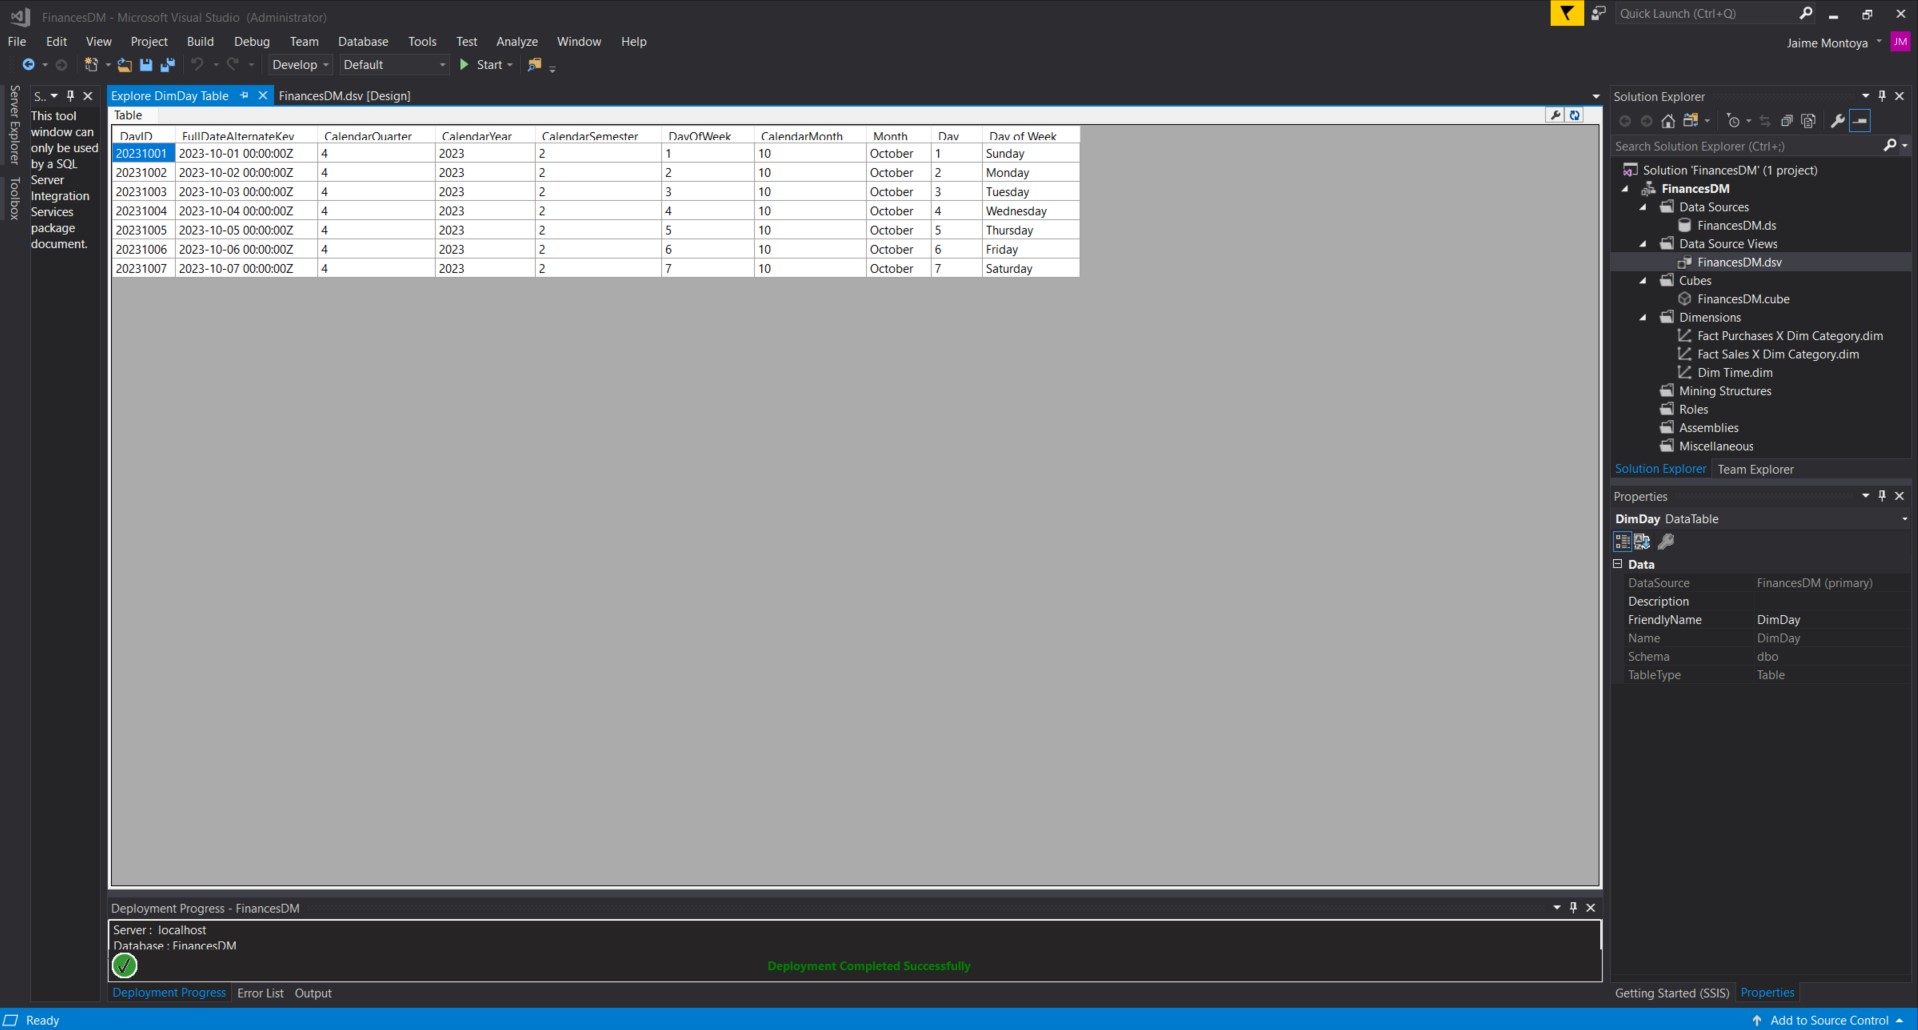 FinancesDM - Microsoft Visual Studio (Administrator)
Quick Launch (Ctrl+Q)
File Edit View Project Build Debug Team Database Tools Test Analyze Window Help
Jaime Montoya JM
Develop Default Start
Server Explorer
Toolbox
S..
This tool
window can
only be used
by a SQL
Server
Integration
Services
package
document.
Explore DimDay Table FinancesDM.dsv [Design]
Table
DayID FullDateAlternateKey CalendarQuarter CalendarYear CalendarSemester DayOfWeek CalendarMonth Month Day Day of Week
20231001 2023-10-01 00:00:00Z 4 2023 2 1 10 October 1 Sunday
20231002 2023-10-02 00:00:00Z 4 2023 2 2 10 October 2 Monday
20231003 2023-10-03 00:00:00Z 4 2023 2 3 10 October 3 Tuesday
20231004 2023-10-04 00:00:00Z 4 2023 2 4 10 October 4 Wednesday
20231005 2023-10-05 00:00:00Z 4 2023 2 5 10 October 5 Thursday
20231006 2023-10-06 00:00:00Z 4 2023 2 6 10 October 6 Friday
20231007 2023-10-07 00:00:00Z 4 2023 2 7 10 October 7 Saturday
Deployment Progress - FinancesDM
Server : localhost
Database : FinancesDM
Deployment Completed Successfully
Deployment Progress Error List Output
Solution Explorer
Search Solution Explorer (Ctrl+;)
Solution 'FinancesDM' (1 project)
FinancesDM
Data Sources
FinancesDM.ds
Data Source Views
FinancesDM.dsv
Cubes
FinancesDM.cube
Dimensions
Fact Purchases X Dim Category.dim
Fact Sales X Dim Category.dim
Dim Time.dim
Mining Structures
Roles
Assemblies
Miscellaneous
Solution Explorer Team Explorer
Properties
DimDay DataTable
Data
DataSource FinancesDM (primary)
Description
FriendlyName DimDay
Name DimDay
Schema dbo
TableType Table
Getting Started (SSIS) Properties
Ready
Add to Source Control